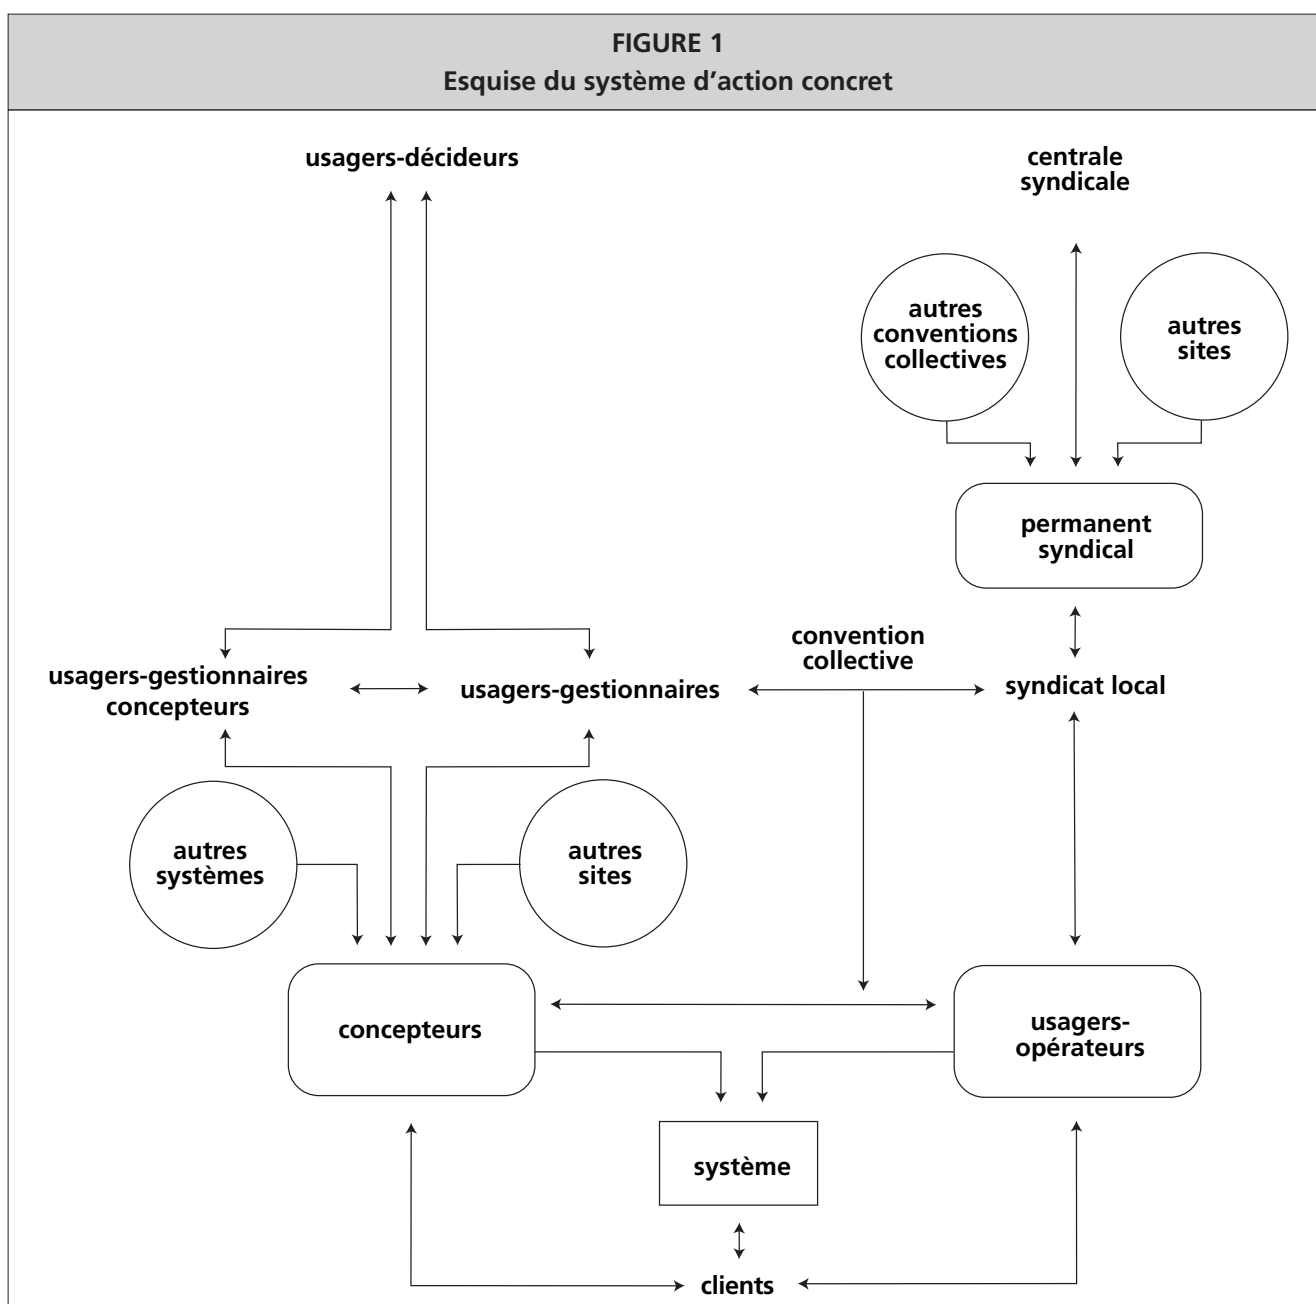 FIGURE 1
Esquise du système d’action concret
usagers-décideurs
centrale
syndicale
autres
conventions
collectives
autres
sites
permanent
syndical
convention
collective
usagers-gestionnaires
concepteurs
usagers-gestionnaires
syndicat local
autres
systèmes
autres
sites
concepteurs
usagers-
opérateurs
système
clients